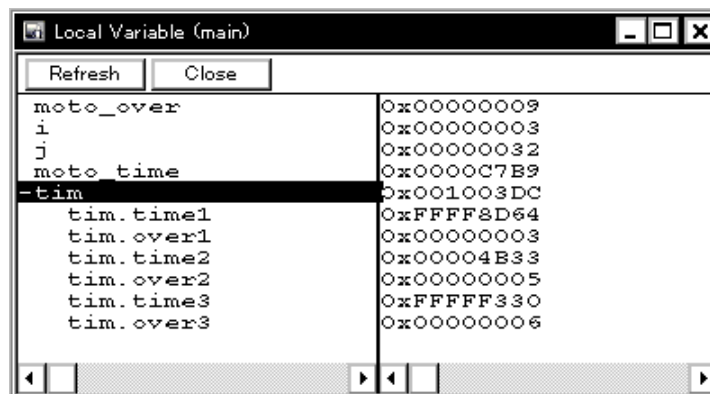 Local Variable (main)
Refresh Close
moto_over 0x00000009
i 0x00000003
j 0x00000032
moto_time 0x0000C7B9
-tim 0x001003DC
tim.time1 0xFFFF8D64
tim.over1 0x00000003
tim.time2 0x00004B33
tim.over2 0x00000005
tim.time3 0xFFFFF330
tim.over3 0x00000006